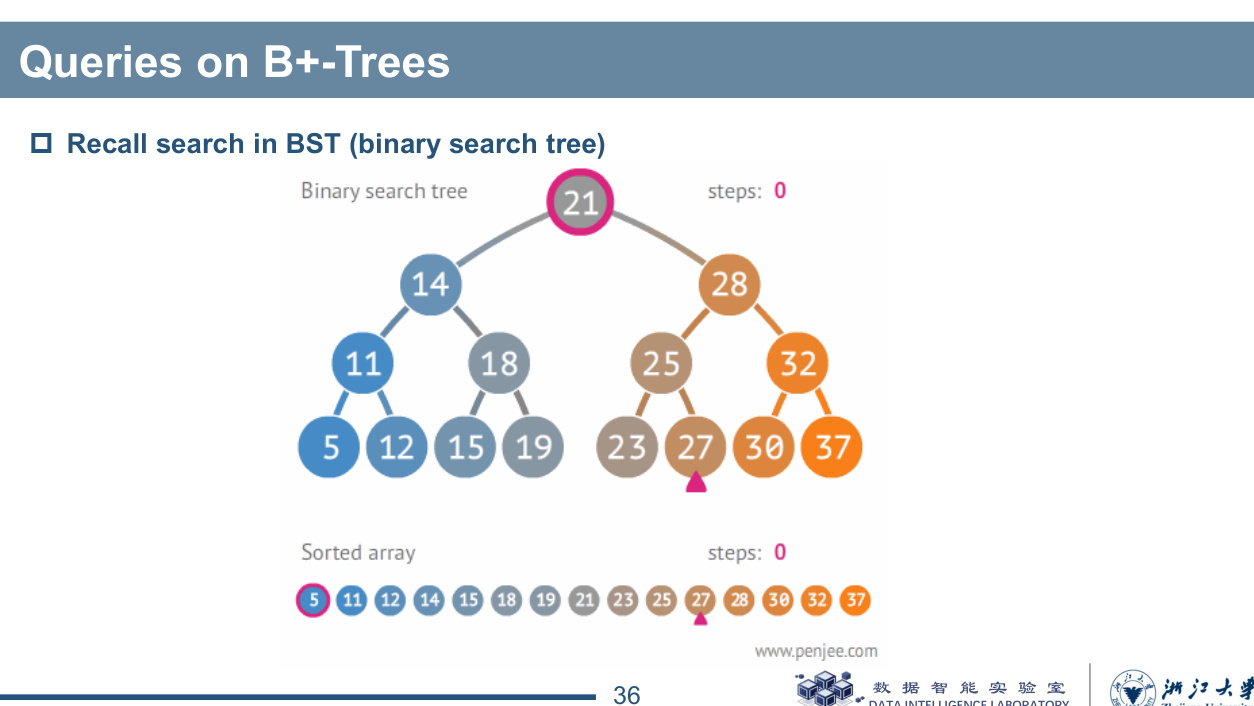 Queries on B+-Trees
Recall search in BST (binary search tree)
Binary search tree
steps: 0
21
14 28
11 18 25 32
5 12 15 19 23 27 30 37
Sorted array
steps: 0
5 11 12 14 15 18 19 21 23 25 27 28 30 32 37
www.penjee.com
36
数据智能实验室
DATA INTELLIGENCE LABORATORY
浙江大学